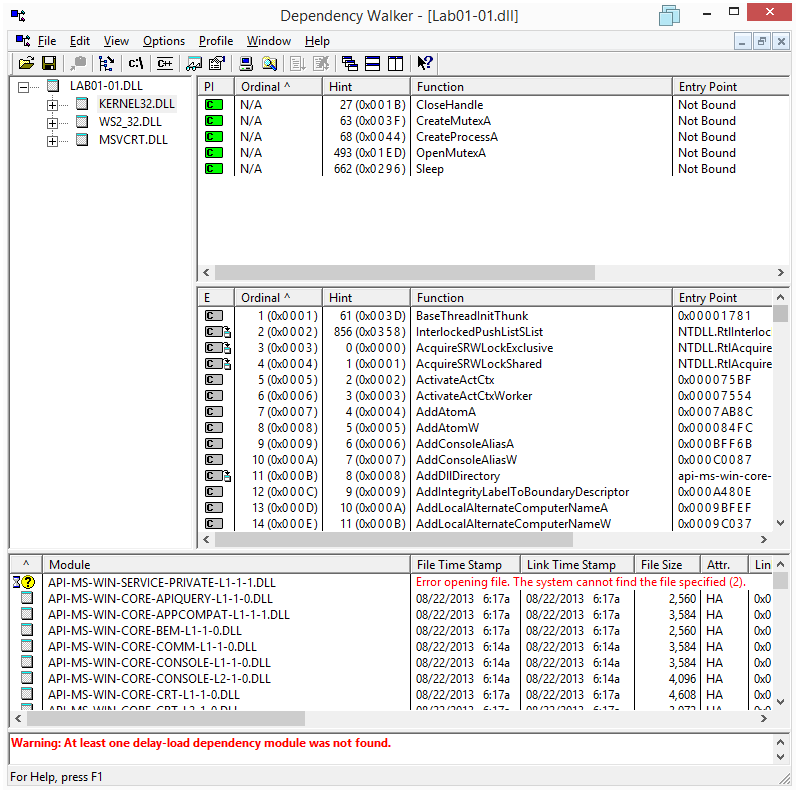 Dependency Walker - [Lab01-01.dll]
File Edit View Options Profile Window Help
c:\ C++
LAB01-01.DLL
KERNEL32.DLL
WS2_32.DLL
MSVCRT.DLL
PI Ordinal ^ Hint Function Entry Point
C N/A 27 (0x001B) CloseHandle Not Bound
C N/A 63 (0x003F) CreateMutexA Not Bound
C N/A 68 (0x0044) CreateProcessA Not Bound
C N/A 493 (0x01ED) OpenMutexA Not Bound
C N/A 662 (0x0296) Sleep Not Bound
E Ordinal ^ Hint Function Entry Point
C 1 (0x0001) 61 (0x003D) BaseThreadInitThunk 0x00001781
C 2 (0x0002) 856 (0x0358) InterlockedPushListSList NTDLL.RtlInterloc
C 3 (0x0003) 0 (0x0000) AcquireSRWLockExclusive NTDLL.RtlAcquire
C 4 (0x0004) 1 (0x0001) AcquireSRWLockShared NTDLL.RtlAcquire
C 5 (0x0005) 2 (0x0002) ActivateActCtx 0x000075BF
C 6 (0x0006) 3 (0x0003) ActivateActCtxWorker 0x00007554
C 7 (0x0007) 4 (0x0004) AddAtomA 0x0007AB8C
C 8 (0x0008) 5 (0x0005) AddAtomW 0x000084FC
C 9 (0x0009) 6 (0x0006) AddConsoleAliasA 0x000BFF6B
C 10 (0x000A) 7 (0x0007) AddConsoleAliasW 0x000C0087
C 11 (0x000B) 8 (0x0008) AddDllDirectory api-ms-win-core-
C 12 (0x000C) 9 (0x0009) AddIntegrityLabelToBoundaryDescriptor 0x000A480E
C 13 (0x000D) 10 (0x000A) AddLocalAlternateComputerNameA 0x0009BFEF
C 14 (0x000E) 11 (0x000B) AddLocalAlternateComputerNameW 0x0009C037
^ Module File Time Stamp Link Time Stamp File Size Attr. Lin
API-MS-WIN-SERVICE-PRIVATE-L1-1-1.DLL Error opening file. The system cannot find the file specified (2).
API-MS-WIN-CORE-APIQUERY-L1-1-0.DLL 08/22/2013 6:17a 08/22/2013 6:17a 2,560 HA 0x0
API-MS-WIN-CORE-APPCOMPAT-L1-1-1.DLL 08/22/2013 6:17a 08/22/2013 6:17a 3,584 HA 0x0
API-MS-WIN-CORE-BEM-L1-1-0.DLL 08/22/2013 6:17a 08/22/2013 6:17a 2,560 HA 0x0
API-MS-WIN-CORE-COMM-L1-1-0.DLL 08/22/2013 6:14a 08/22/2013 6:14a 3,584 HA 0x0
API-MS-WIN-CORE-CONSOLE-L1-1-0.DLL 08/22/2013 6:14a 08/22/2013 6:14a 3,584 HA 0x0
API-MS-WIN-CORE-CONSOLE-L2-1-0.DLL 08/22/2013 6:14a 08/22/2013 6:14a 4,096 HA 0x0
API-MS-WIN-CORE-CRT-L1-1-0.DLL 08/22/2013 6:17a 08/22/2013 6:17a 4,608 HA 0x0
Warning: At least one delay-load dependency module was not found.
For Help, press F1